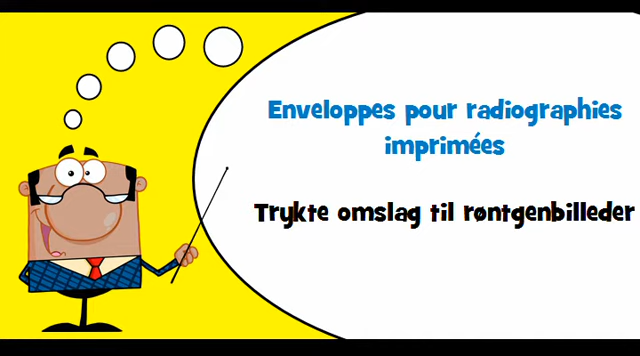 Enveloppes pour radiographies
imprimées
Trykte omslag til røntgenbilleder